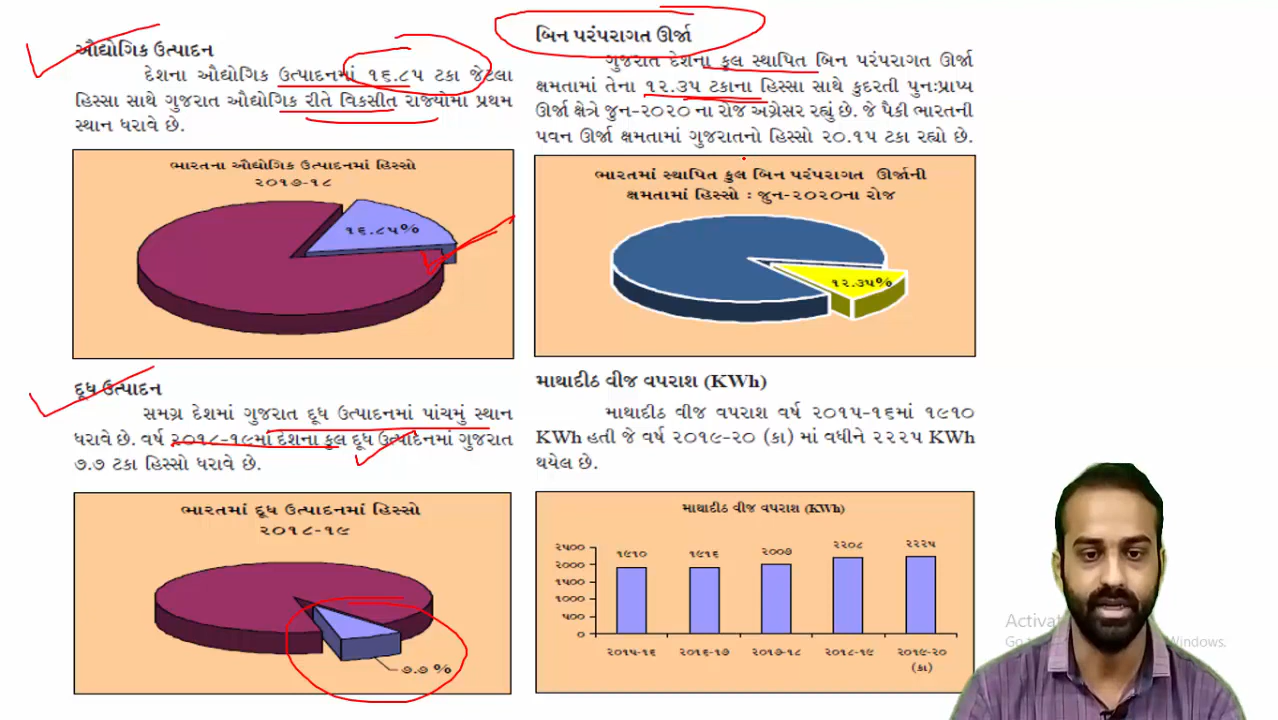 ઔદ્યોગિક ઉત્પાદન
દેશના ઔદ્યોગિક ઉત્પાદનમાં ૧૬.૮૫ ટકા જેટલા
હિસ્સા સાથે ગુજરાત ઔદ્યોગિક રીતે વિકસીત રાજ્યોમાં પ્રથમ
સ્થાન ધરાવે છે.
ભારતના ઔદ્યોગિક ઉત્પાદનમાં હિસ્સો
૨૦૧૭-૧૮
૧૬.૮૫%
બિન પરંપરાગત ઊર્જા
ગુજરાત દેશના કુલ સ્થાપિત બિન પરંપરાગત ઊર્જા
ક્ષમતામાં તેના ૧૨.૩૫ ટકાના હિસ્સા સાથે કુદરતી પુનઃપ્રાપ્ય
ઊર્જા ક્ષેત્રે જુન-૨૦૨૦ ના રોજ અગ્રેસર રહ્યું છે. જે પૈકી ભારતની
પવન ઊર્જા ક્ષમતામાં ગુજરાતનો હિસ્સો ૨૦.૧૫ ટકા રહ્યો છે.
ભારતમાં સ્થાપિત કુલ બિન પરંપરાગત ઊર્જાની
ક્ષમતામાં હિસ્સો : જુન-૨૦૨૦ના રોજ
૧૨.૩૫%
દૂધ ઉત્પાદન
સમગ્ર દેશમાં ગુજરાત દૂધ ઉત્પાદનમાં પાંચમું સ્થાન
ધરાવે છે. વર્ષ ૨૦૧૮-૧૯માં દેશના કુલ દૂધ ઉત્પાદનમાં ગુજરાત
૭.૭ ટકા હિસ્સો ધરાવે છે.
ભારતમાં દૂધ ઉત્પાદનમાં હિસ્સો
૨૦૧૮-૧૯
૭.૭ %
માથાદીઠ વીજ વપરાશ (KWh)
માથાદીઠ વીજ વપરાશ વર્ષ ૨૦૧૫-૧૬માં ૧૯૧૦
KWh હતી જે વર્ષ ૨૦૧૯-૨૦ (કા) માં વધીને ૨૨૨૫ KWh
થયેલ છે.
માથાદીઠ વીજ વપરાશ (KWh)
૨૫૦૦
૨૦૦૦
૧૫૦૦
૧૦૦૦
૫૦૦
૦
૧૯૧૦ ૧૯૧૬ ૨૦૦૭ ૨૨૦૮ ૨૨૨૫
૨૦૧૫-૧૬ ૨૦૧૬-૧૭ ૨૦૧૭-૧૮ ૨૦૧૮-૧૯ ૨૦૧૯-૨૦
(કા)
Windows.